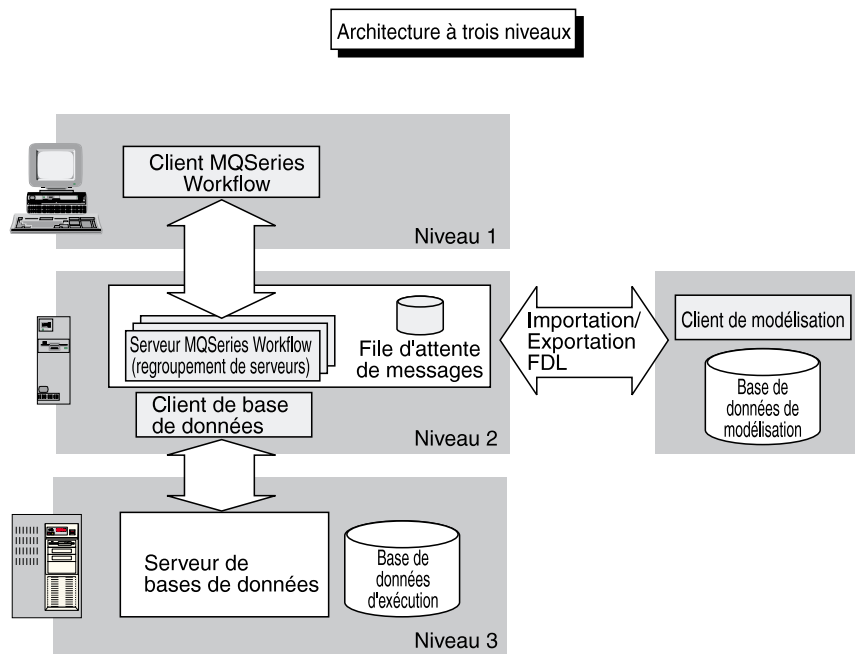 Architecture à trois niveaux
Client MQSeries
Workflow
Niveau 1
Serveur MQSeries Workflow
(regroupement de serveurs)
File d'attente
de messages
Client de base
de données
Niveau 2
Importation/
Exportation
FDL
Client de modélisation
Base de
données de
modélisation
Serveur de
bases de données
Base de
données
d'exécution
Niveau 3